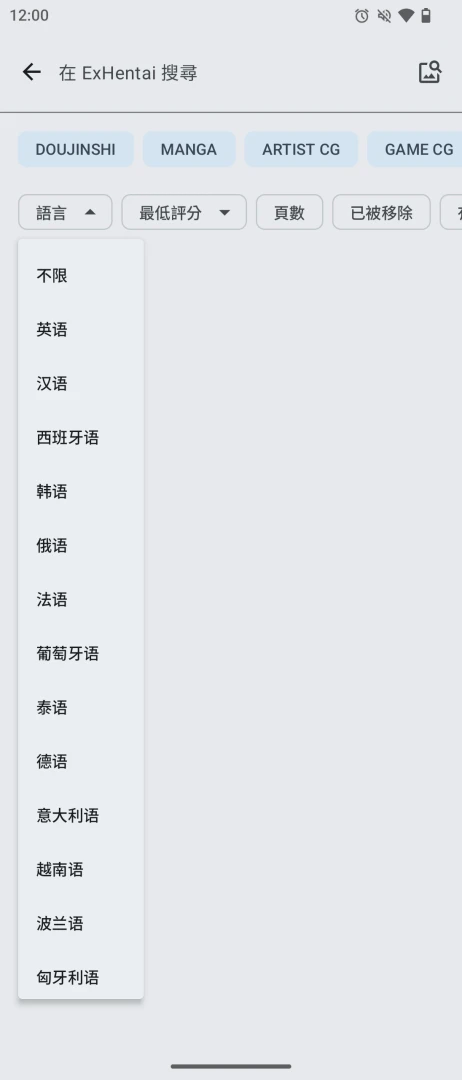 12:00
在 ExHentai 搜尋
DOUJINSHI MANGA ARTIST CG GAME CG
語言 最低評分 頁數 已被移除
不限
英语
汉语
西班牙语
韩语
俄语
法语
葡萄牙语
泰语
德语
意大利语
越南语
波兰语
匈牙利语